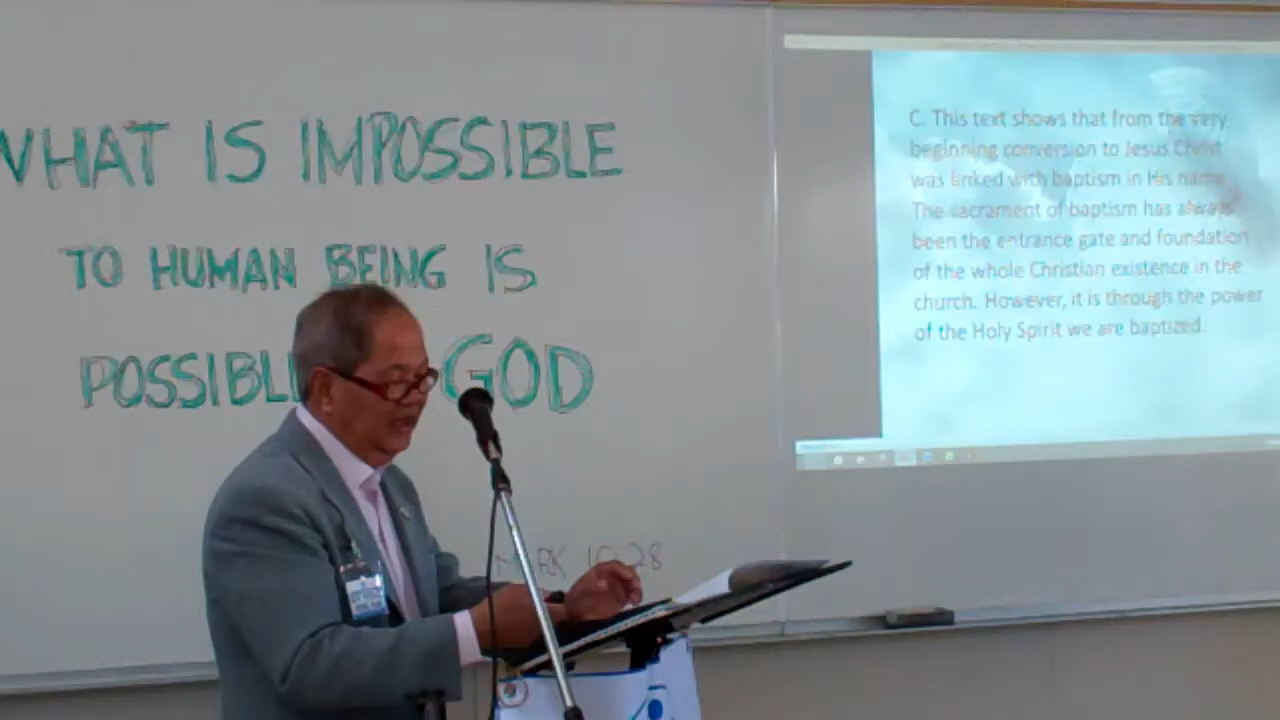 WHAT IS IMPOSSIBLE
TO HUMAN BEING IS
POSSIBL GOD
MARK 10:28
C. This text shows that from the very
beginning conversion to Jesus Christ
was linked with baptism in His name.
The sacrament of baptism has always
been the entrance gate and foundation
of the whole Christian existence in the
church. However, it is through the power
of the Holy Spirit we are baptized.